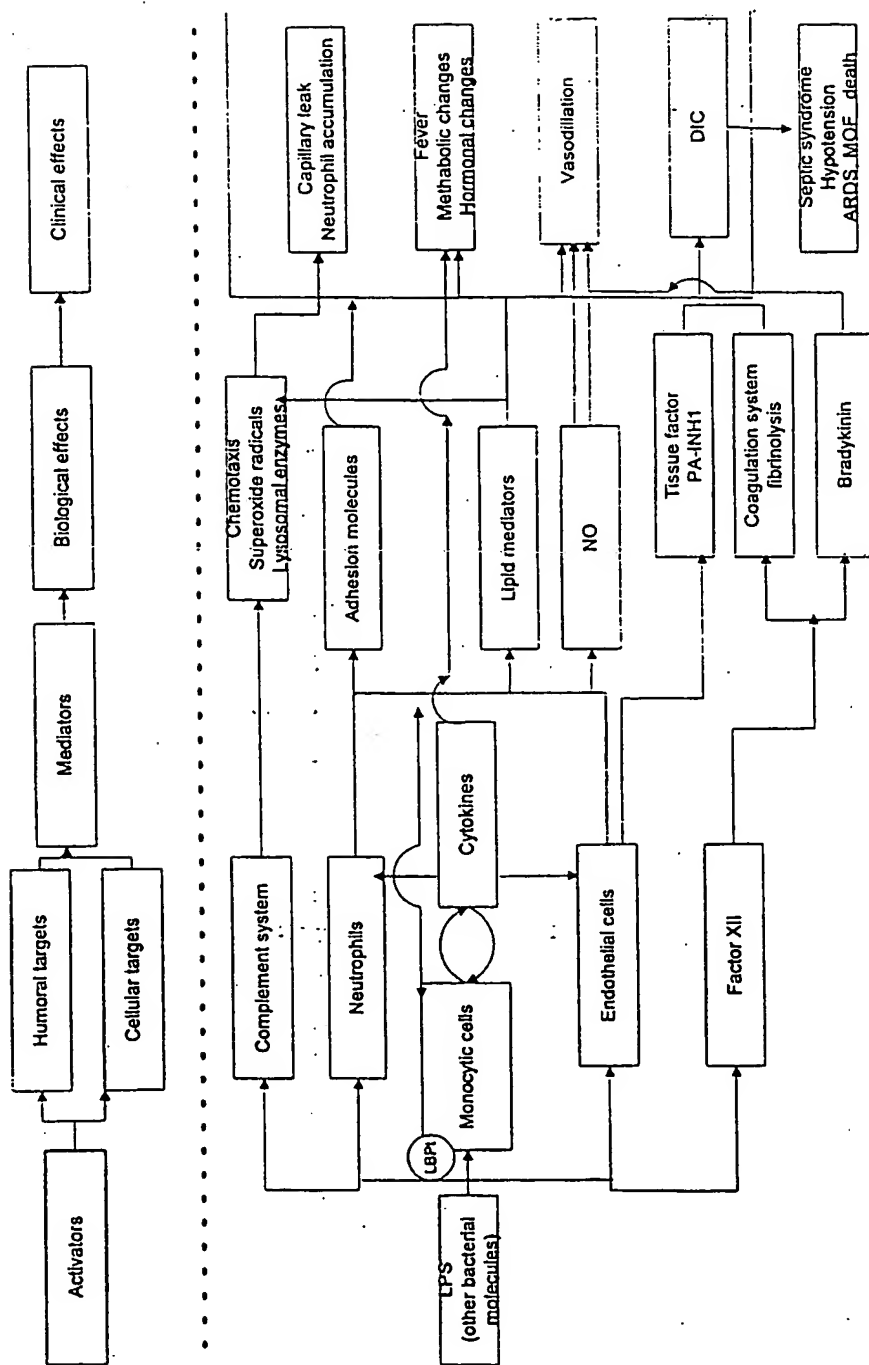 Activators
Humoral targets
Cellular targets
Mediators
Biological effects
Clinical effects
LPS
(other bacterial
molecules)
LBPt
Complement system
Neutrophils
Monocytic cells
Cytokines
Endothelial cells
Factor XII
Chemotaxis
Superoxide radicals
Lysosomal enzymes
Adhesion molecules
Lipid mediators
NO
Tissue factor
PA-INH1
Coagulation system
fibrinolysis
Bradykinin
Capillary leak
Neutrophil accumulation
Fever
Methabolic changes
Hormonal changes
Vasodillation
DIC
Septic syndrome
Hypotension
ARDS, MOF, death